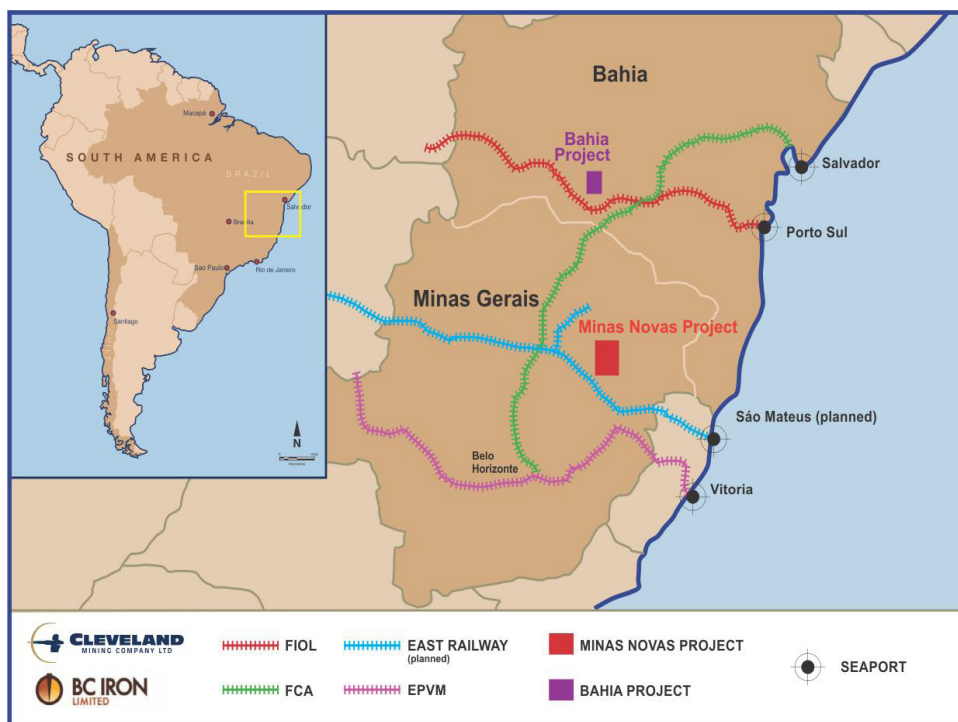 Macapá
SOUTH AMERICA
BRAZIL
Salvador
Brasilia
Sao Paulo
Rio de Janeiro
Santiago
N
Bahia
Bahia
Project
Salvador
Porto Sul
Minas Gerais
Minas Novas Project
Sáo Mateus (planned)
Belo
Horizonte
Vitoria
CLEVELAND
MINING COMPANY LTD
BC IRON
LIMITED
FIOL
FCA
EAST RAILWAY
(planned)
EPVM
MINAS NOVAS PROJECT
BAHIA PROJECT
SEAPORT